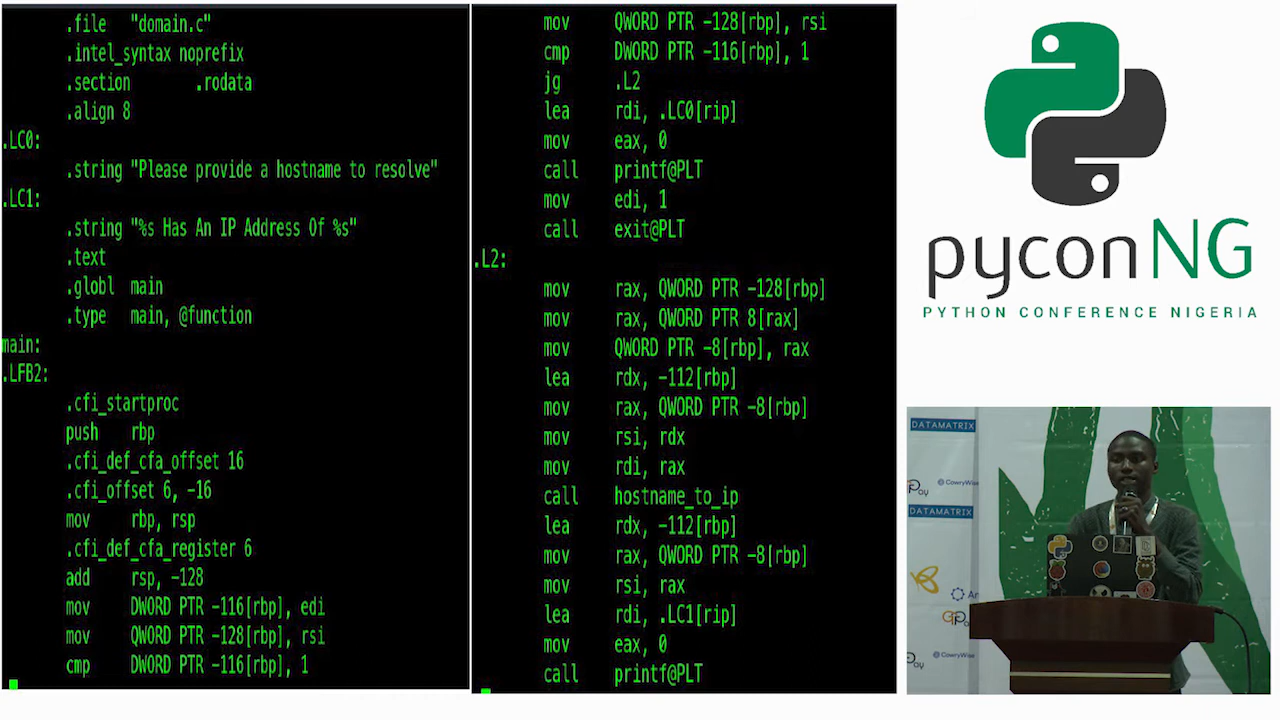 .file "domain.c"
.intel_syntax noprefix
.section .rodata
.align 8
.LC0:
.string "Please provide a hostname to resolve"
.LC1:
.string "%s Has An IP Address Of %s"
.text
.globl main
.type main, @function
main:
.LFB2:
.cfi_startproc
push rbp
.cfi_def_cfa_offset 16
.cfi_offset 6, -16
mov rbp, rsp
.cfi_def_cfa_register 6
add rsp, -128
mov DWORD PTR -116[rbp], edi
mov QWORD PTR -128[rbp], rsi
cmp DWORD PTR -116[rbp], 1
mov QWORD PTR -128[rbp], rsi
cmp DWORD PTR -116[rbp], 1
jg .L2
lea rdi, .LC0[rip]
mov eax, 0
call printf@PLT
mov edi, 1
call exit@PLT
.L2:
mov rax, QWORD PTR -128[rbp]
mov rax, QWORD PTR 8[rax]
mov QWORD PTR -8[rbp], rax
lea rdx, -112[rbp]
mov rax, QWORD PTR -8[rbp]
mov rsi, rdx
mov rdi, rax
call hostname_to_ip
lea rdx, -112[rbp]
mov rax, QWORD PTR -8[rbp]
mov rsi, rax
lea rdi, .LC1[rip]
mov eax, 0
call printf@PLT
pyconNG
PYTHON CONFERENCE NIGERIA
DATAMATRIX
CowryWise
DATAMATRIX
CowryWise